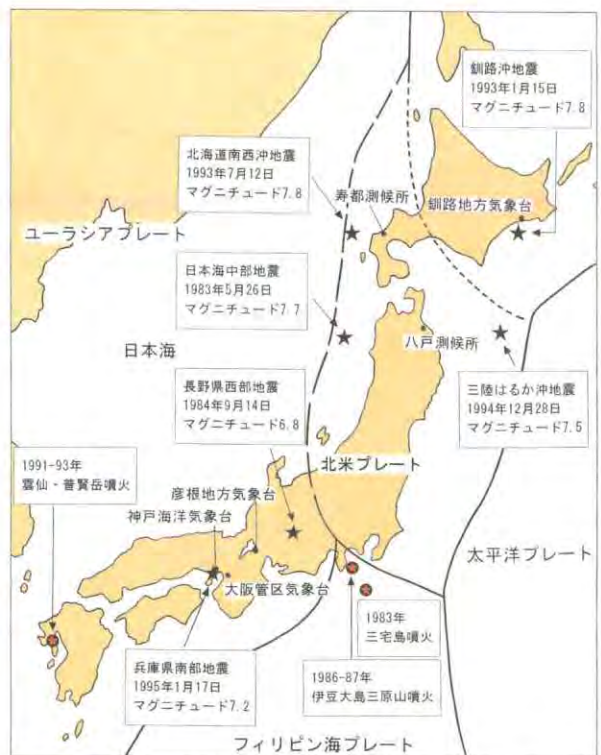 釧路沖地震
1993年1月15日
マグニチュード7.8
北海道南西沖地震
1993年7月12日
マグニチュード7.8
寿都測候所
釧路地方気象台
ユーラシアプレート
日本海中部地震
1983年5月26日
マグニチュード7.7
日本海
八戸測候所
長野県西部地震
1984年9月14日
マグニチュード6.8
三陸はるか沖地震
1994年12月28日
マグニチュード7.5
1991-93年
雲仙・普賢岳噴火
北米プレート
彦根地方気象台
神戸海洋気象台
太平洋プレート
大阪管区気象台
1983年
三宅島噴火
兵庫県南部地震
1995年1月17日
マグニチュード7.2
1986-87年
伊豆大島三原山噴火
フィリピン海プレート